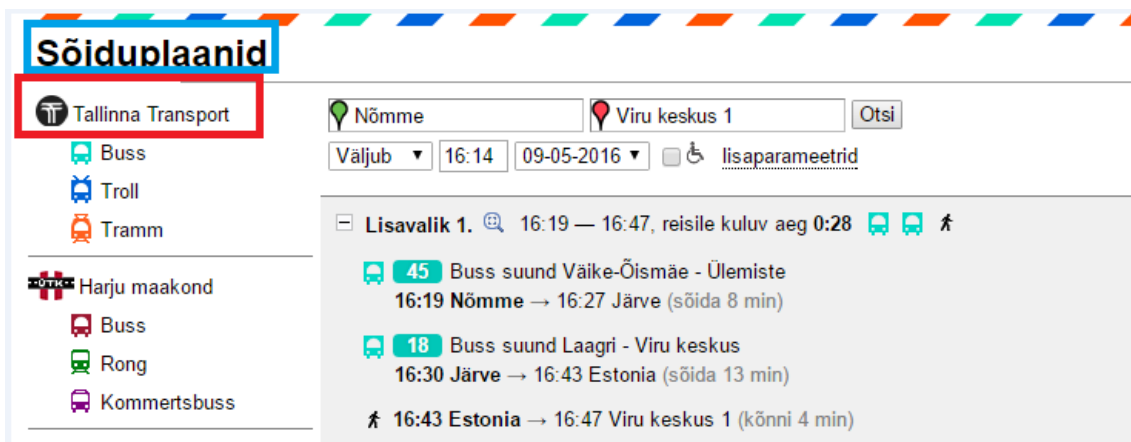 Sõiduplaanid
Tallinna Transport
Buss
Troll
Tramm
ÜTK
Harju maakond
Buss
Rong
Kommertsbuss
Nõmme Viru keskus 1 Otsi
Väljub 16:14 09-05-2016 lisaparameetrid
Lisavalik 1. 16:19 — 16:47, reisile kuluv aeg 0:28
45 Buss suund Väike-Õismäe - Ülemiste
16:19 Nõmme → 16:27 Järve (sõida 8 min)
18 Buss suund Laagri - Viru keskus
16:30 Järve → 16:43 Estonia (sõida 13 min)
16:43 Estonia → 16:47 Viru keskus 1 (kõnni 4 min)